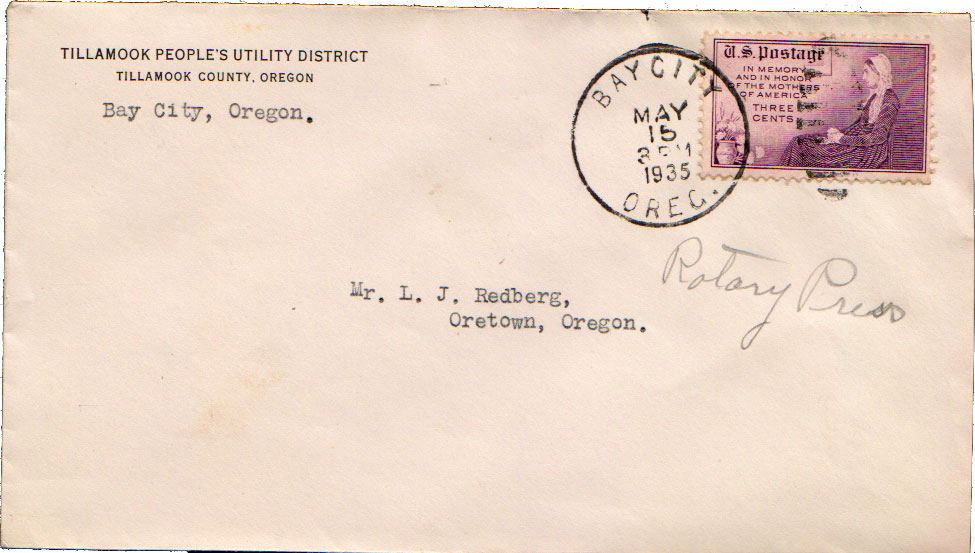 TILLAMOOK PEOPLE'S UTILITY DISTRICT
TILLAMOOK COUNTY, OREGON
Bay City, Oregon.
BAY CITY
MAY
15
1935
OREG.
U.S. Postage
IN MEMORY
AND IN HONOR
OF THE MOTHERS
OF AMERICA
THREE
CENTS
Rotary Press
Mr. L. J. Redberg,
Oretown, Oregon.